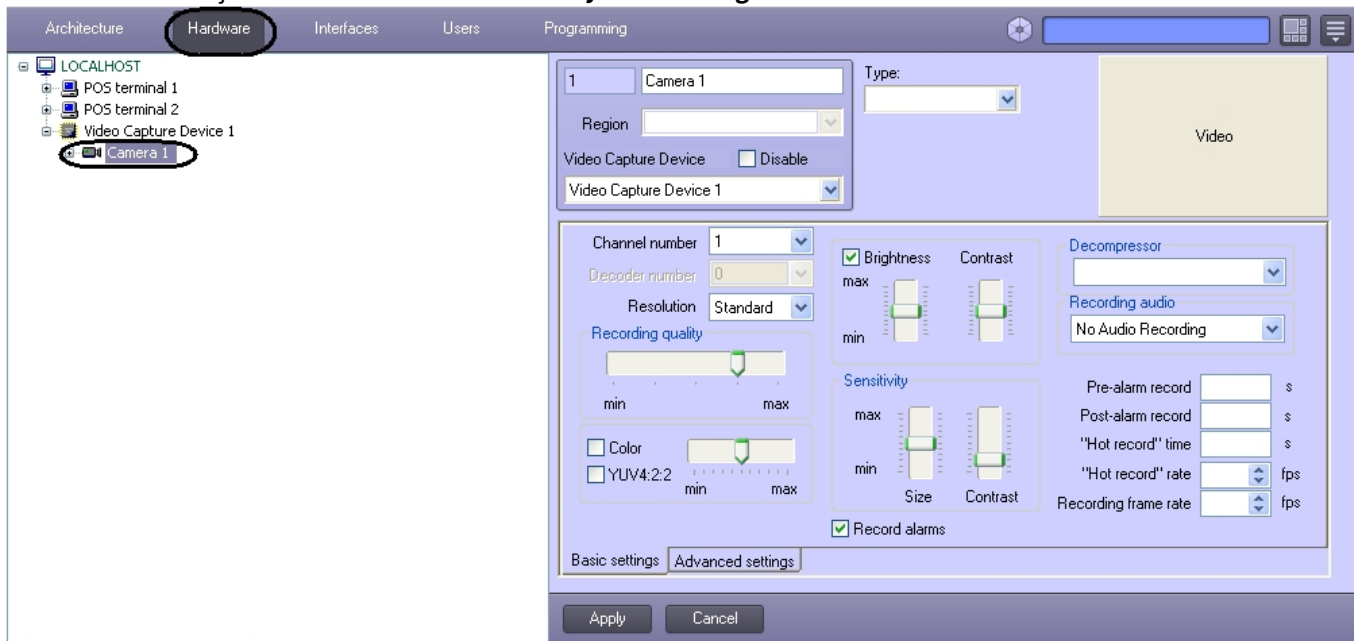 Architecture Hardware Interfaces Users Programming
LOCALHOST
POS terminal 1
POS terminal 2
Video Capture Device 1
Camera 1
1 Camera 1
Region
Video Capture Device Disable
Video Capture Device 1
Type:
Video
Channel number 1
Decoder number 0
Resolution Standard
Recording quality
min max
Color
YUV4:2:2
min max
Brightness Contrast
max
min
Sensitivity
max
min
Size Contrast
Record alarms
Decompressor
Recording audio
No Audio Recording
Pre-alarm record s
Post-alarm record s
"Hot record" time s
"Hot record" rate fps
Recording frame rate fps
Basic settings Advanced settings
Apply Cancel